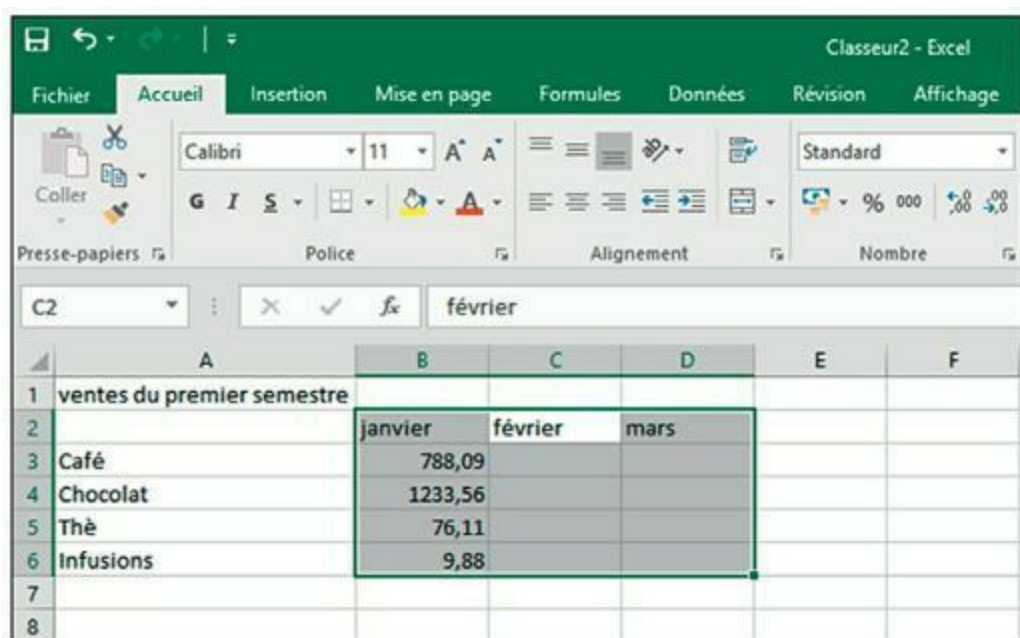 Classeur2 - Excel
Fichier Accueil Insertion Mise en page Formules Données Révision Affichage
Calibri 11 A A Standard
Coller
G I S A % 000 ,00 ,00
Presse-papiers Police Alignement Nombre
C2 fx février
A B C D E F
1 ventes du premier semestre
2 janvier février mars
3 Café 788,09
4 Chocolat 1233,56
5 Thè 76,11
6 Infusions 9,88
7
8